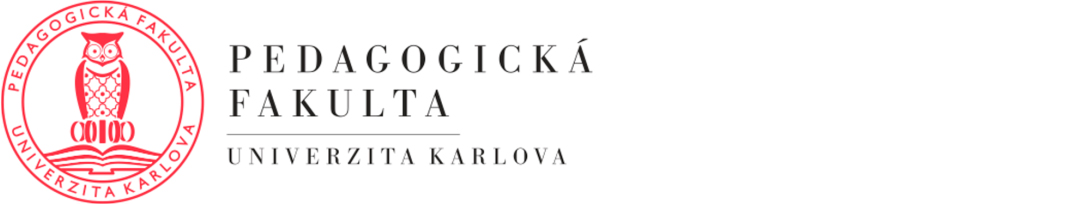 PEDAGOGICKÁ FAKULTA
UNIVERZITA KARLOVA
PEDAGOGICKÁ
FAKULTA
UNIVERZITA KARLOVA